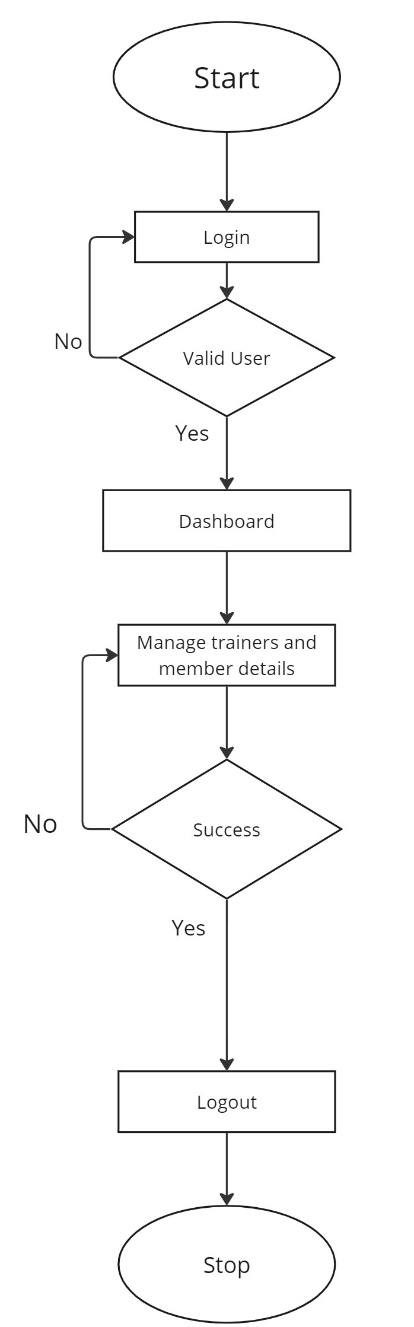 Start
Login
No
Valid User
Yes
Dashboard
Manage trainers and
member details
No
Success
Yes
Logout
Stop